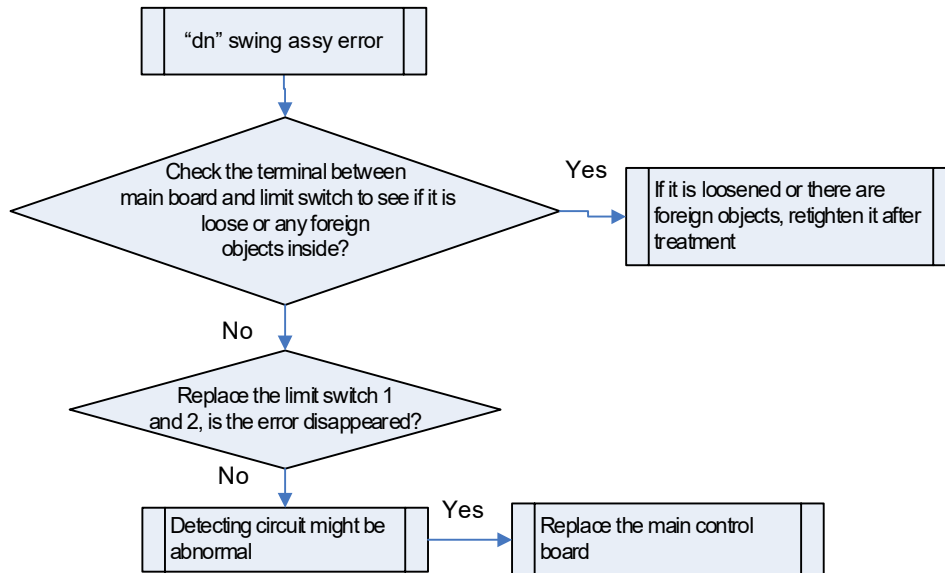 “dn” swing assy error
Check the terminal between
main board and limit switch to see if it is
loose or any foreign
objects inside?
Yes
If it is loosened or there are
foreign objects, retighten it after
treatment
No
Replace the limit switch 1
and 2, is the error disappeared?
No
Detecting circuit might be
abnormal
Yes
Replace the main control
board